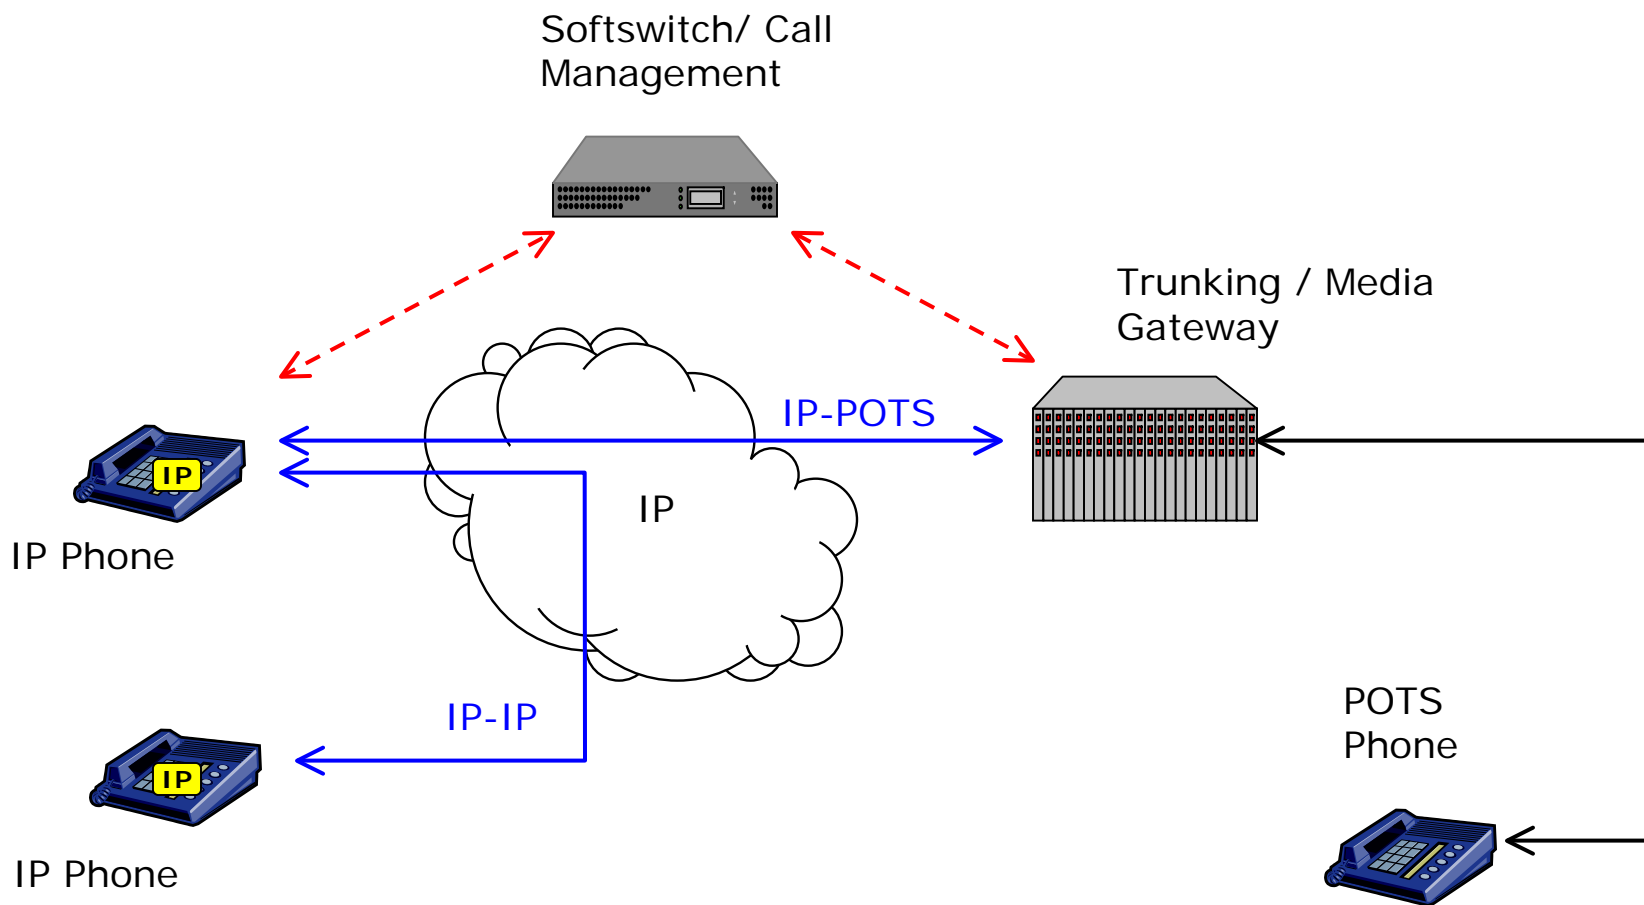 Softswitch/ Call
Management
Trunking / Media
Gateway
IP-POTS
IP
IP
IP Phone
IP-IP
POTS
Phone
IP
IP Phone